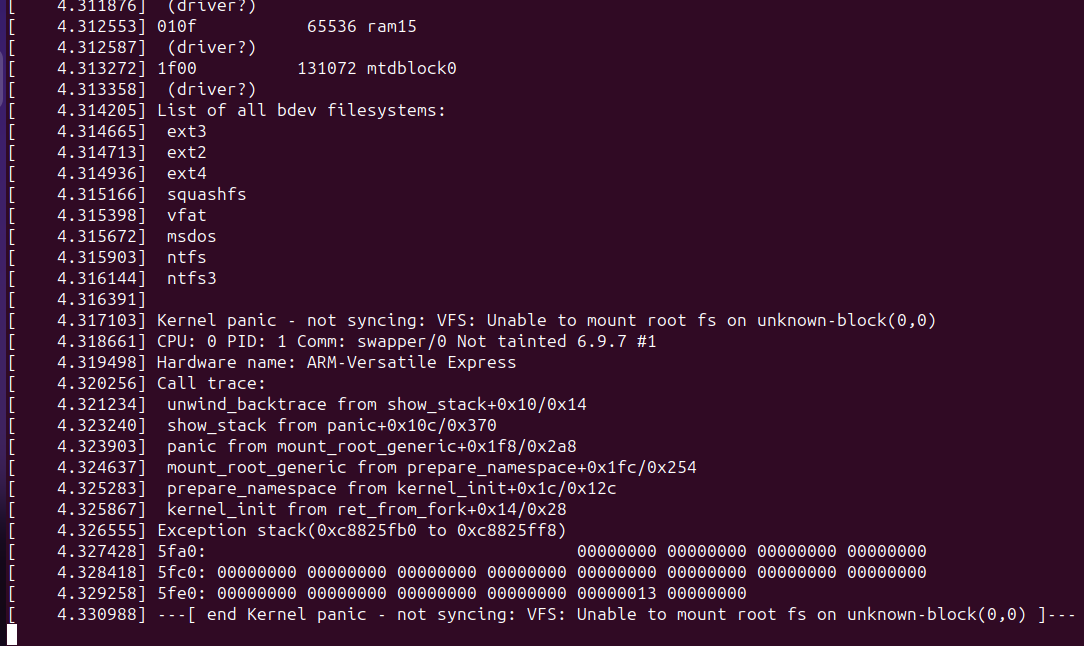 [    4.311876]  (driver?)
[    4.312553] 010f           65536 ram15
[    4.312587]  (driver?)
[    4.313272] 1f00          131072 mtdblock0
[    4.313358]  (driver?)
[    4.314205] List of all bdev filesystems:
[    4.314665]  ext3
[    4.314713]  ext2
[    4.314936]  ext4
[    4.315166]  squashfs
[    4.315398]  vfat
[    4.315672]  msdos
[    4.315903]  ntfs
[    4.316144]  ntfs3
[    4.316391]
[    4.317103] Kernel panic - not syncing: VFS: Unable to mount root fs on unknown-block(0,0)
[    4.318661] CPU: 0 PID: 1 Comm: swapper/0 Not tainted 6.9.7 #1
[    4.319498] Hardware name: ARM-Versatile Express
[    4.320256] Call trace:
[    4.321234]  unwind_backtrace from show_stack+0x10/0x14
[    4.323240]  show_stack from panic+0x10c/0x370
[    4.323903]  panic from mount_root_generic+0x1f8/0x2a8
[    4.324637]  mount_root_generic from prepare_namespace+0x1fc/0x254
[    4.325283]  prepare_namespace from kernel_init+0x1c/0x12c
[    4.325867]  kernel_init from ret_from_fork+0x14/0x28
[    4.326555] Exception stack(0xc8825fb0 to 0xc8825ff8)
[    4.327428] 5fa0:                                     00000000 00000000 00000000 00000000
[    4.328418] 5fc0: 00000000 00000000 00000000 00000000 00000000 00000000 00000000 00000000
[    4.329258] 5fe0: 00000000 00000000 00000000 00000000 00000013 00000000
[    4.330988] ---[ end Kernel panic - not syncing: VFS: Unable to mount root fs on unknown-block(0,0) ]---